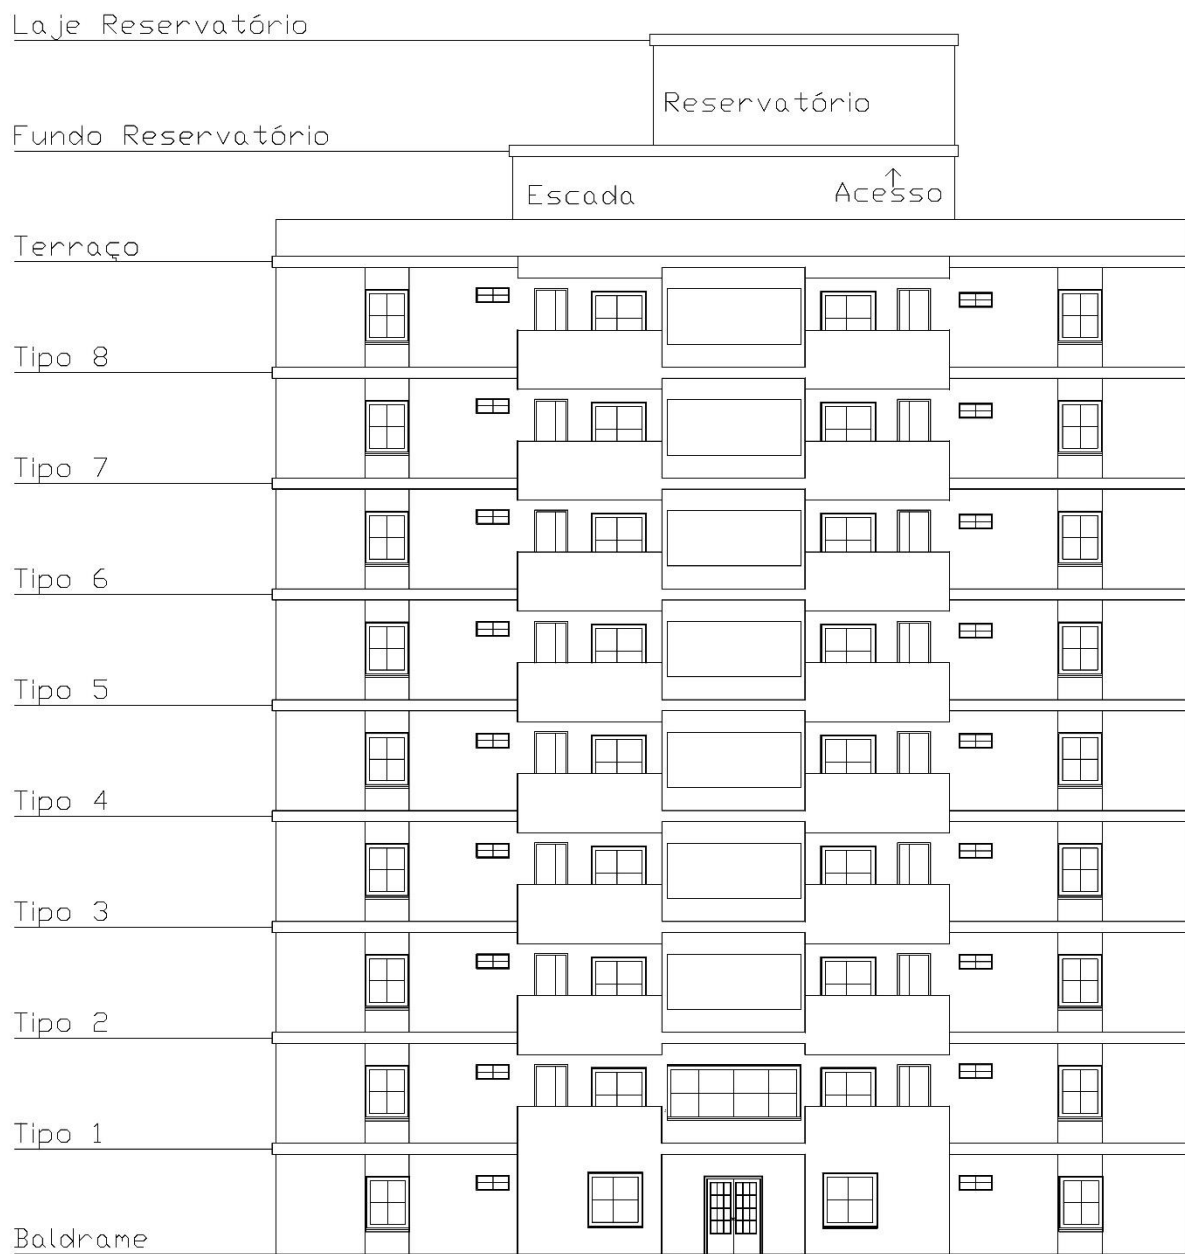 Laje Reservatório
Reservatório
Fundo Reservatório
Escada
Acesso
Terraço
Tipo 8
Tipo 7
Tipo 6
Tipo 5
Tipo 4
Tipo 3
Tipo 2
Tipo 1
Baldrame